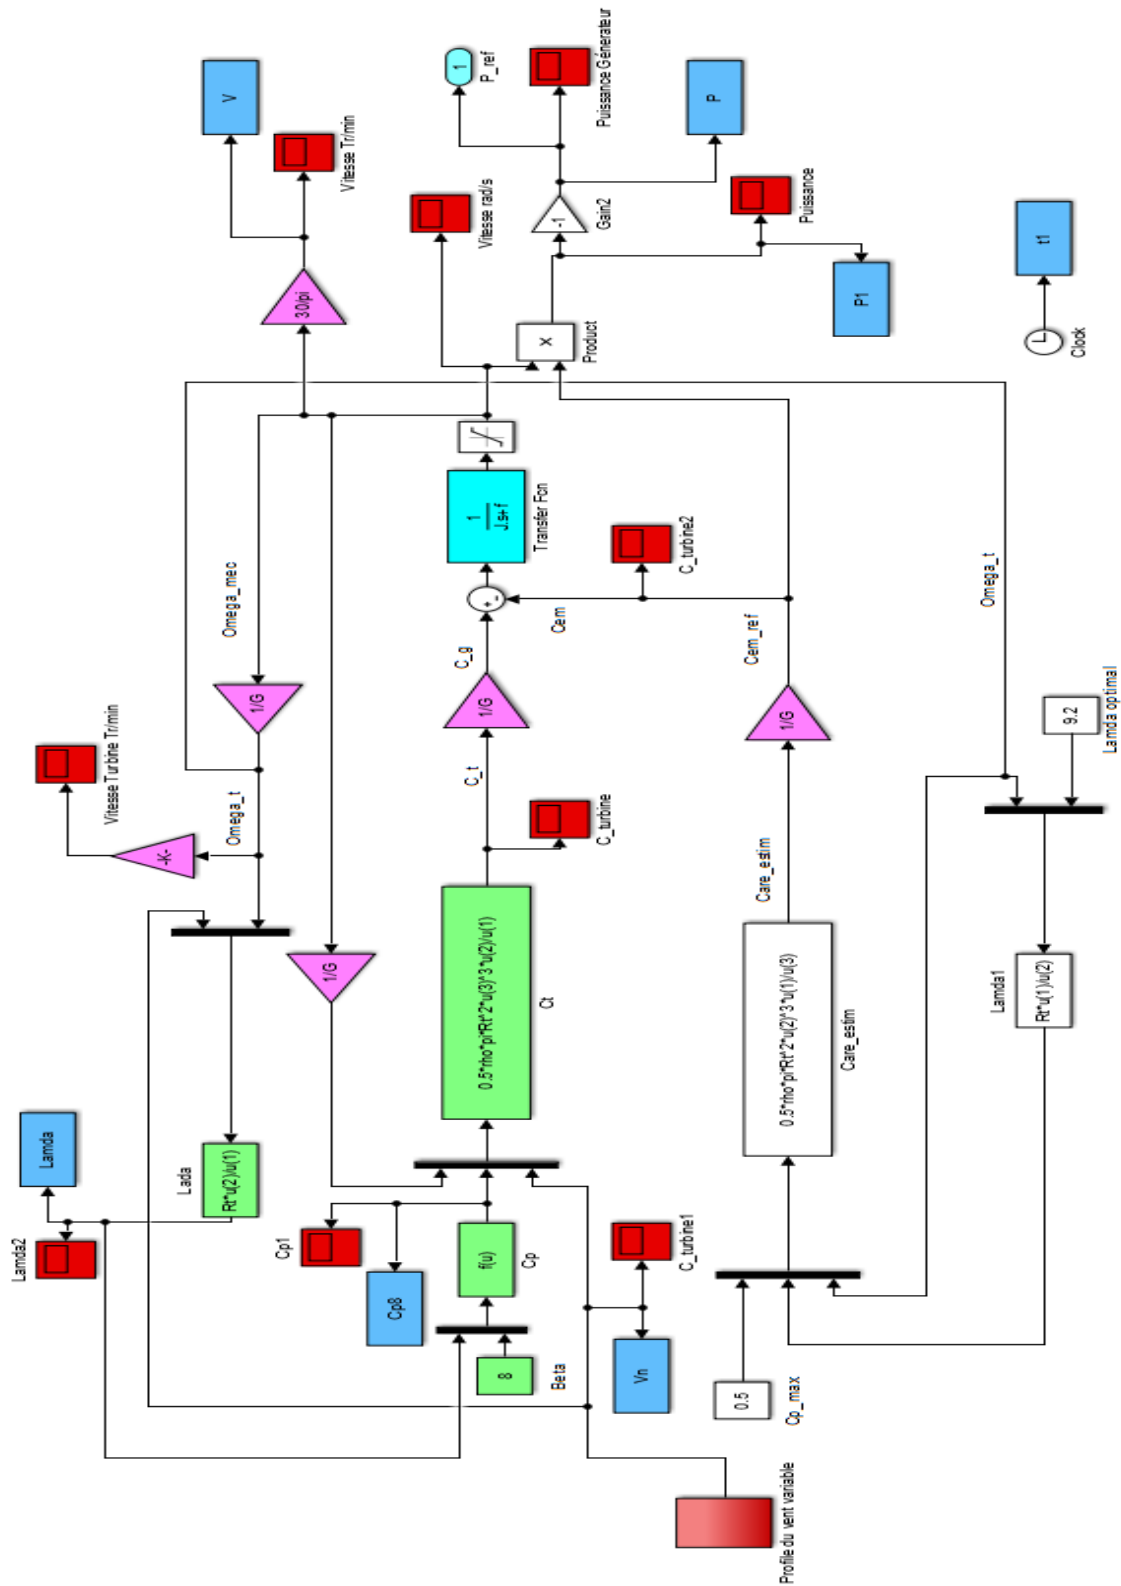 V
Vitesse Tr/min
30/pi
1
P_ref
Puissance Génerateur
P
-1
Gain2
Vitesse rad/s
Puissance
P1
×
Product
t1
Clock
Vitesse Turbine Tr/min
-K-
Omega_t
1/G
Omega_mec
1/G
Lamda
Lamda2
Lada
Rt*u(2)/u(1)
Cp1
Cp8
f(u)
Cp
8
Beta
0.5*rho*pi*Rt^2*u(3)^3*u(2)/u(1)
Ct
C_t
C_turbine
1/G
C_g
+
-
1
J.s+f
Transfer Fcn
Cem
C_turbine2
Vn
C_turbine1
Profile du vent variable
0.5
Cp_max
0.5*rho*pi*Rt^2*u(2)^3*u(1)/u(3)
Care_estim
Care_estim
1/G
Cem_ref
Omega_t
9.2
Lamda optimal
Lamda1
Rt*u(1)/u(2)